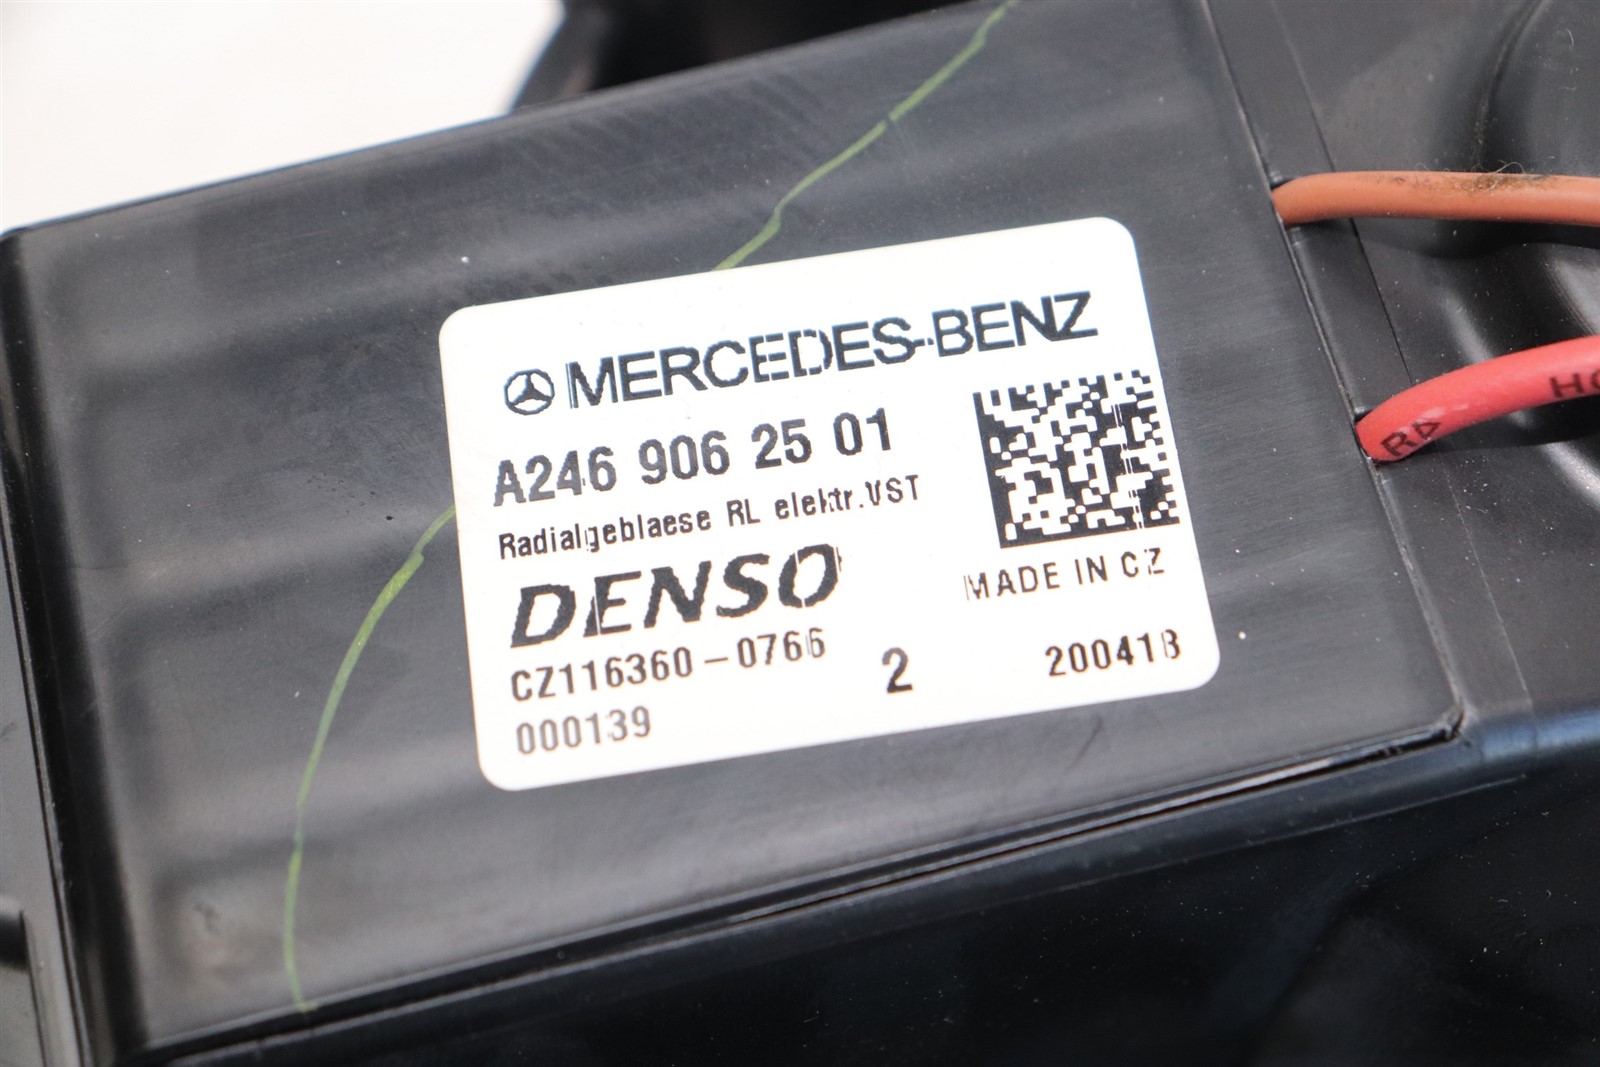 MERCEDES-BENZ
A246 906 25 01
Radialgeblaese RL elektr.VST
DENSO
MADE IN CZ
CZ116360-0766
2
200418
000139